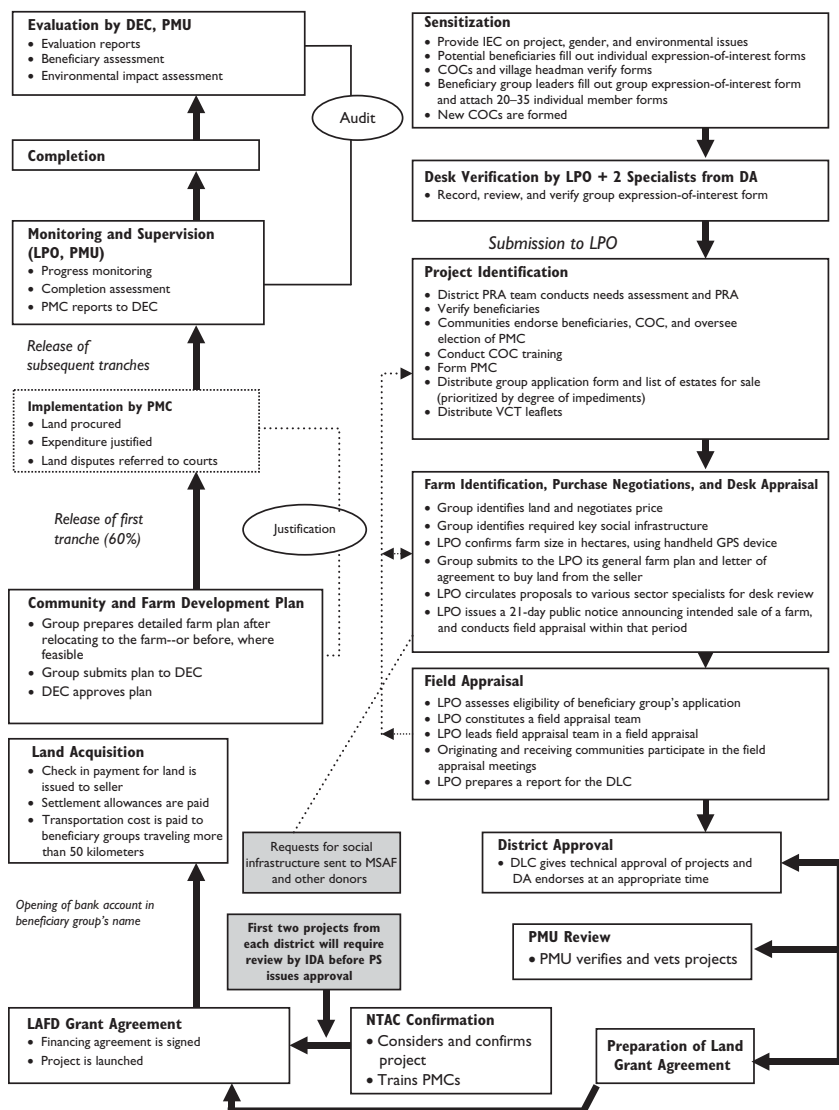 Evaluation by DEC, PMU
• Evaluation reports
• Beneficiary assessment
• Environmental impact assessment
Audit
Completion
Monitoring and Supervision
(LPO, PMU)
• Progress monitoring
• Completion assessment
• PMC reports to DEC
Release of
subsequent tranches
Implementation by PMC
• Land procured
• Expenditure justified
• Land disputes referred to courts
Release of first
tranche (60%)
Justification
Community and Farm Development Plan
• Group prepares detailed farm plan after
relocating to the farm--or before, where
feasible
• Group submits plan to DEC
• DEC approves plan
Land Acquisition
• Check in payment for land is
issued to seller
• Settlement allowances are paid
• Transportation cost is paid to
beneficiary groups traveling more
than 50 kilometers
Opening of bank account in
beneficiary group's name
LAFD Grant Agreement
• Financing agreement is signed
• Project is launched
Sensitization
• Provide IEC on project, gender, and environmental issues
• Potential beneficiaries fill out individual expression-of-interest forms
• COCs and village headman verify forms
• Beneficiary group leaders fill out group expression-of-interest form
and attach 20–35 individual member forms
• New COCs are formed
Desk Verification by LPO + 2 Specialists from DA
• Record, review, and verify group expression-of-interest form
Submission to LPO
Project Identification
• District PRA team conducts needs assessment and PRA
• Verify beneficiaries
• Communities endorse beneficiaries, COC, and oversee
election of PMC
• Conduct COC training
• Form PMC
• Distribute group application form and list of estates for sale
(prioritized by degree of impediments)
• Distribute VCT leaflets
Farm Identification, Purchase Negotiations, and Desk Appraisal
• Group identifies land and negotiates price
• Group identifies required key social infrastructure
• LPO confirms farm size in hectares, using handheld GPS device
• Group submits to the LPO its general farm plan and letter of
agreement to buy land from the seller
• LPO circulates proposals to various sector specialists for desk review
• LPO issues a 21-day public notice announcing intended sale of a farm,
and conducts field appraisal within that period
Field Appraisal
• LPO assesses eligibility of beneficiary group's application
• LPO constitutes a field appraisal team
• LPO leads field appraisal team in a field appraisal
• Originating and receiving communities participate in the field
appraisal meetings
• LPO prepares a report for the DLC
Requests for social
infrastructure sent to MSAF
and other donors
District Approval
• DLC gives technical approval of projects and
DA endorses at an appropriate time
First two projects from
each district will require
review by IDA before PS
issues approval
PMU Review
• PMU verifies and vets projects
NTAC Confirmation
• Considers and confirms
project
• Trains PMCs
Preparation of Land
Grant Agreement